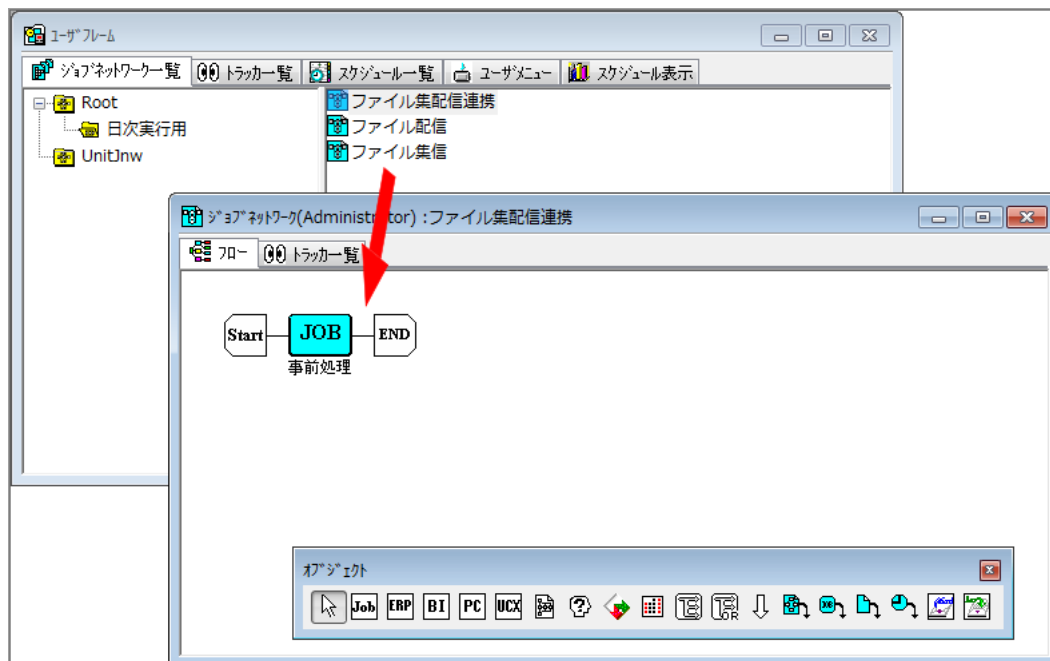 ﾕｰｻﾞﾌﾚｰﾑ
ｼﾞｮﾌﾞﾈｯﾄﾜｰｸ一覧 ﾄﾗｯｶ一覧 ｽｹｼﾞｭｰﾙ一覧 ﾕｰｻﾞﾒﾆｭｰ ｽｹｼﾞｭｰﾙ表示
Root
日次実行用
UnitJnw
ファイル集配信連携
ファイル配信
ファイル集信
ｼﾞｮﾌﾞﾈｯﾄﾜｰｸ(Administrator) :ファイル集配信連携
ﾌﾛｰ ﾄﾗｯｶ一覧
Start JOB END
事前処理
ｵﾌﾞｼﾞｪｸﾄ
Job ERP BI PC UCX OR